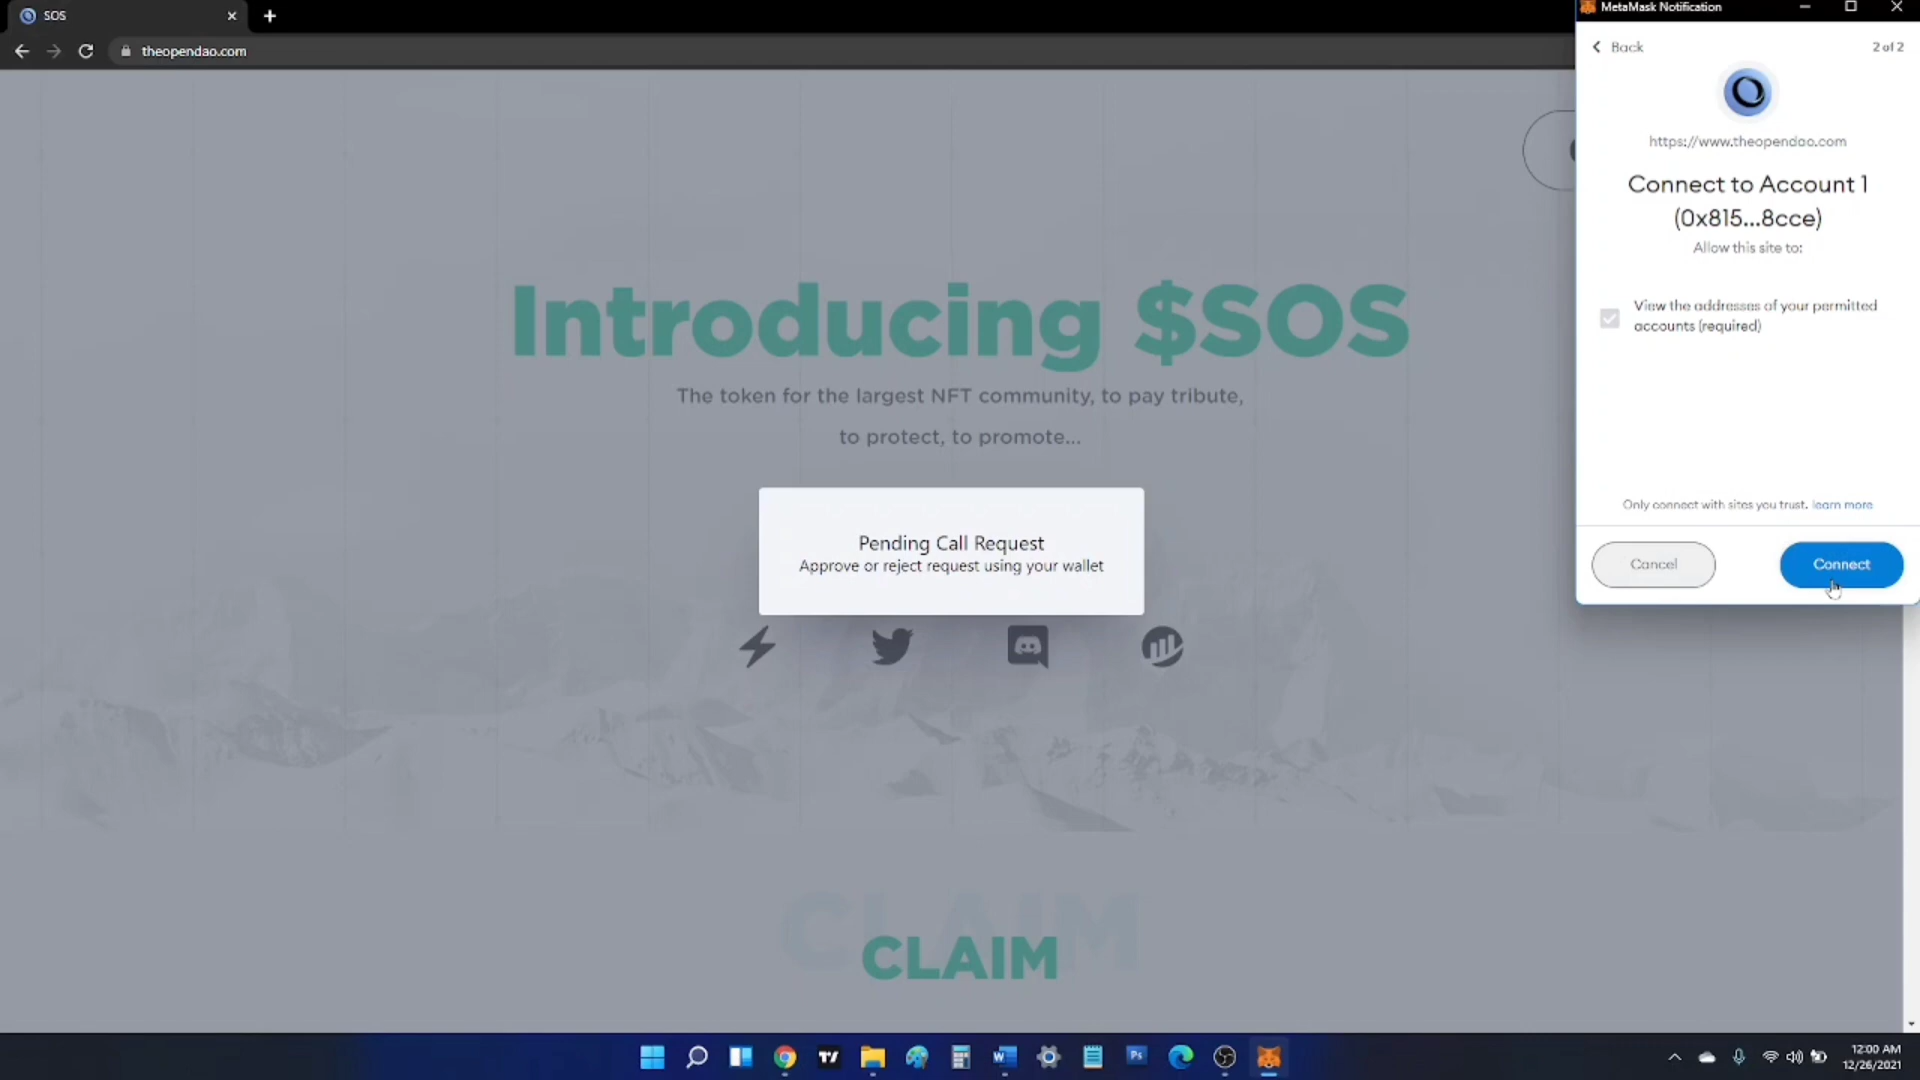 SOS
theopendao.com
MetaMask Notification
Back
2 of 2
https://www.theopendao.com
Connect to Account 1
(0x815...8cce)
Allow this site to:
View the addresses of your permitted
accounts (required)
Only connect with sites you trust. learn more
Cancel
Connect
Introducing $SOS
The token for the largest NFT community, to pay tribute,
to protect, to promote...
Pending Call Request
Approve or reject request using your wallet
CLAIM
CLAIM
12:00 AM
12/26/2021